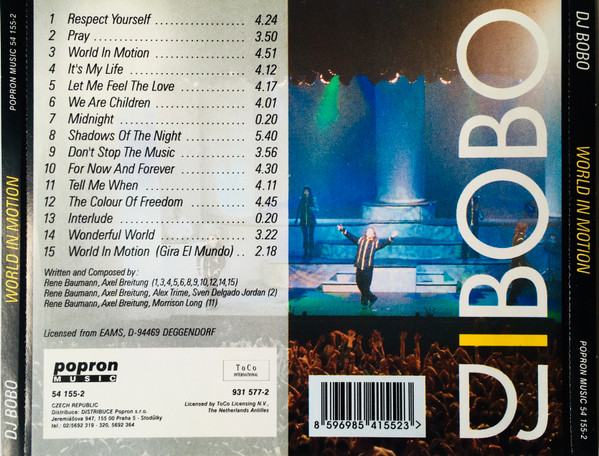 POPRON MUSIC 54 155-2
WORLD IN MOTION
DJ BOBO
1 Respect Yourself ................ 4.24
2 Pray ................ 3.50
3 World In Motion ................ 4.51
4 It's My Life ................ 4.12
5 Let Me Feel The Love ................ 4.17
6 We Are Children ................ 4.01
7 Midnight ................ 0.20
8 Shadows Of The Night ................ 5.40
9 Don't Stop The Music ................ 3.56
10 For Now And Forever ................ 4.30
11 Tell Me When ................ 4.11
12 The Colour Of Freedom ................ 4.45
13 Interlude ................ 0.20
14 Wonderful World ................ 3.22
15 World In Motion (Gira El Mundo) .. 2.18
Written and Composed by:
Rene Baumann, Axel Breitung (1,3,4,5,6,8,9,10,12,14,15)
Rene Baumann, Axel Breitung, Alex Trime, Sven Delgado Jordan (2)
Rene Baumann, Axel Breitung, Morrison Long (11)
Licensed from EAMS, D-94469 DEGGENDORF
popron
MUSIC
54 155-2
CZECH REPUBLIC
Distribuce: DISTRIBUCE Popron s.r.o.
Jeremiášova 947, 155 00 Praha 5 - Stodůlky
tel.: 02/5692 319 - 320, 5692 364
ToCo
INTERNATIONAL
931 577-2
Licensed by ToCo Licensing N.V.,
The Netherlands Antilles
8 596985 415523 >
DJ BOBO
DJ BOBO
WORLD IN MOTION
POPRON MUSIC 54 155-2